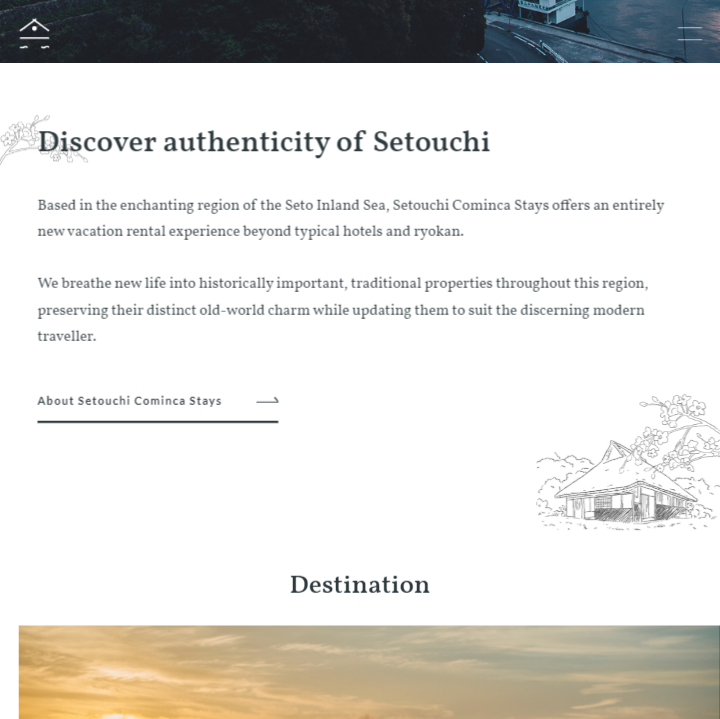 Discover authenticity of Setouchi
Based in the enchanting region of the Seto Inland Sea, Setouchi Cominca Stays offers an entirely
new vacation rental experience beyond typical hotels and ryokan.
We breathe new life into historically important, traditional properties throughout this region,
preserving their distinct old-world charm while updating them to suit the discerning modern
traveller.
About Setouchi Cominca Stays
Destination